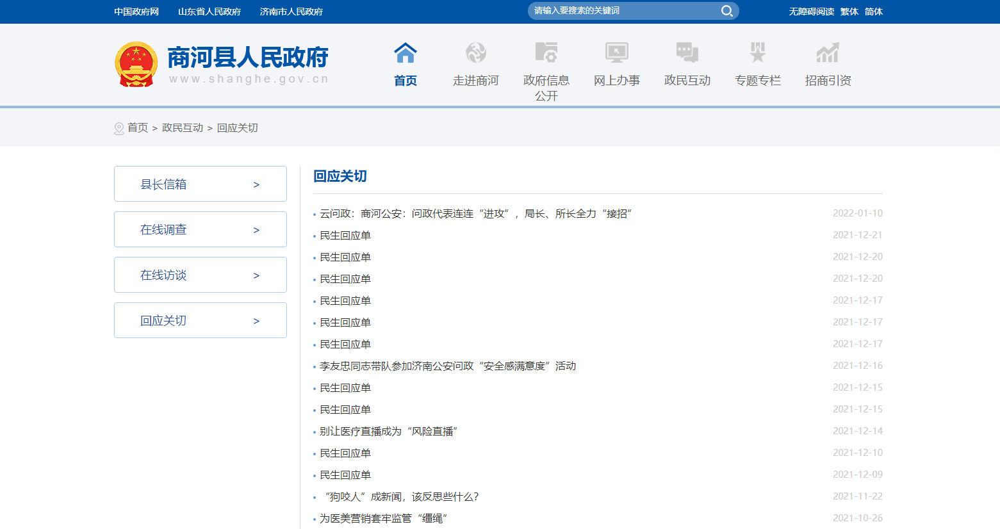 中国政府网 山东省人民政府 济南市人民政府 请输入要搜索的关键词 无障碍阅读 繁体 简体
商河县人民政府
www.shanghe.gov.cn
首页 走进商河 政府信息公开 网上办事 政民互动 专题专栏 招商引资
首页 > 政民互动 > 回应关切
县长信箱 >
在线调查 >
在线访谈 >
回应关切 >
回应关切
云问政：商河公安：问政代表连连“进攻”，局长、所长全力“接招” 2022-01-10
民生回应单 2021-12-21
民生回应单 2021-12-20
民生回应单 2021-12-20
民生回应单 2021-12-17
民生回应单 2021-12-17
民生回应单 2021-12-17
李友忠同志带队参加济南公安问政“安全感满意度”活动 2021-12-16
民生回应单 2021-12-15
民生回应单 2021-12-15
别让医疗直播成为“风险直播” 2021-12-14
民生回应单 2021-12-10
民生回应单 2021-12-09
“狗咬人”成新闻，该反思些什么？ 2021-11-22
为医美营销套牢监管“缰绳” 2021-10-26